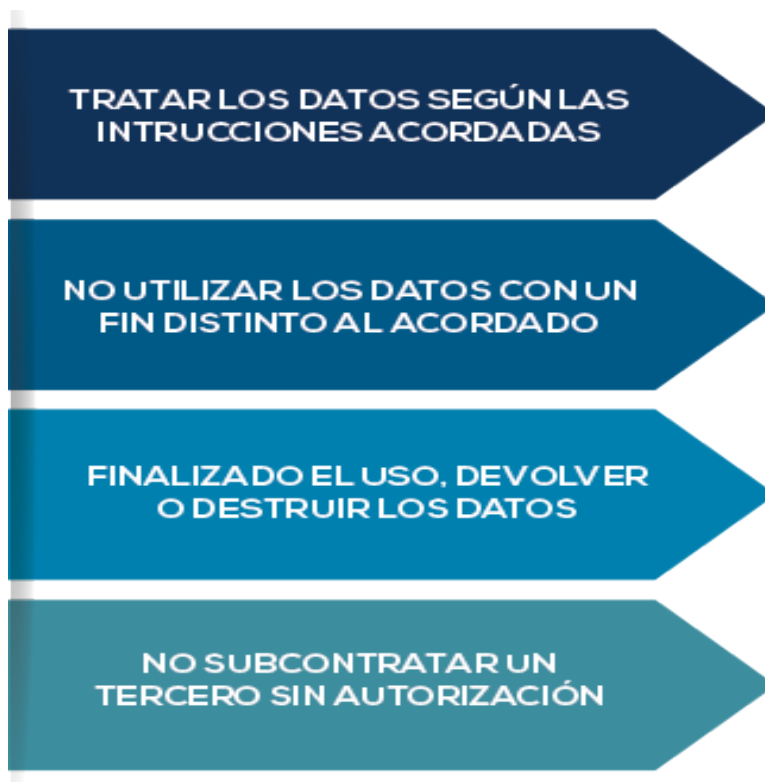 TRATAR LOS DATOS SEGÚN LAS
INTRUCCIONES ACORDADAS
NO UTILIZAR LOS DATOS CON UN
FIN DISTINTO AL ACORDADO
FINALIZADO EL USO, DEVOLVER
O DESTRUIR LOS DATOS
NO SUBCONTRATAR UN
TERCERO SIN AUTORIZACIÓN